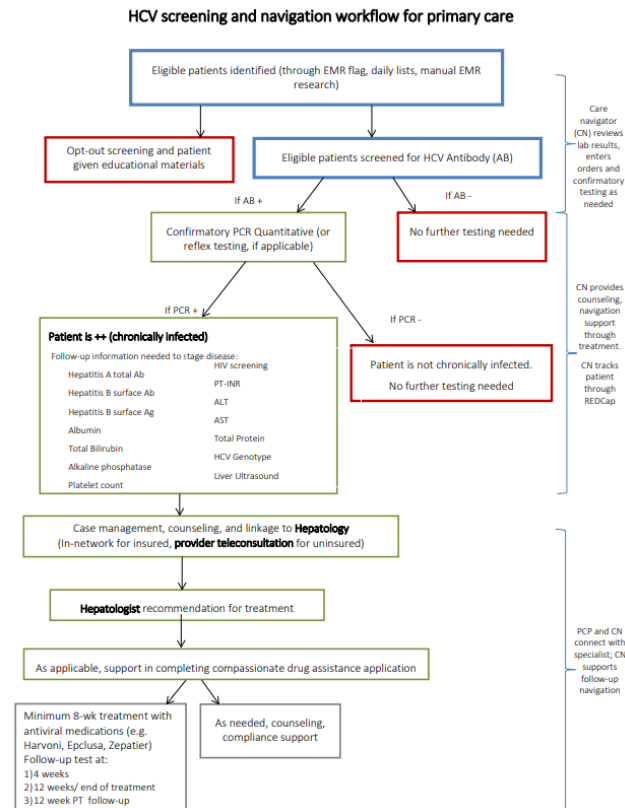 HCV screening and navigation workflow for primary care
Eligible patients identified (through EMR flag, daily lists, manual EMR
research)
Care
navigator
(CN) reviews
lab results,
enters
orders and
confirmatory
testing as
needed
Opt-out screening and patient
given educational materials
Eligible patients screened for HCV Antibody (AB)
If AB +
If AB -
Confirmatory PCR Quantitative (or
reflex testing, if applicable)
No further testing needed
CN provides
counseling,
navigation
support
through
treatment.
CN tracks
patient
through
REDCap
If PCR +
If PCR -
Patient is ++ (chronically infected)
Follow-up information needed to stage disease:
Hepatitis A total Ab
Hepatitis B surface Ab
Hepatitis B surface Ag
Albumin
Total Bilirubin
Alkaline phosphatase
Platelet count
HIV screening
PT-INR
ALT
AST
Total Protein
HCV Genotype
Liver Ultrasound
Patient is not chronically infected.
No further testing needed
Case management, counseling, and linkage to Hepatology
(In-network for insured, provider teleconsultation for uninsured)
Hepatologist recommendation for treatment
PCP and CN
connect with
specialist; CN
supports
follow-up
navigation
As applicable, support in completing compassionate drug assistance application
Minimum 8-wk treatment with
antiviral medications (e.g.
Harvoni, Epclusa, Zepatier)
Follow-up test at:
1)4 weeks
2)12 weeks/ end of treatment
3)12 week PT follow-up
As needed, counseling,
compliance support